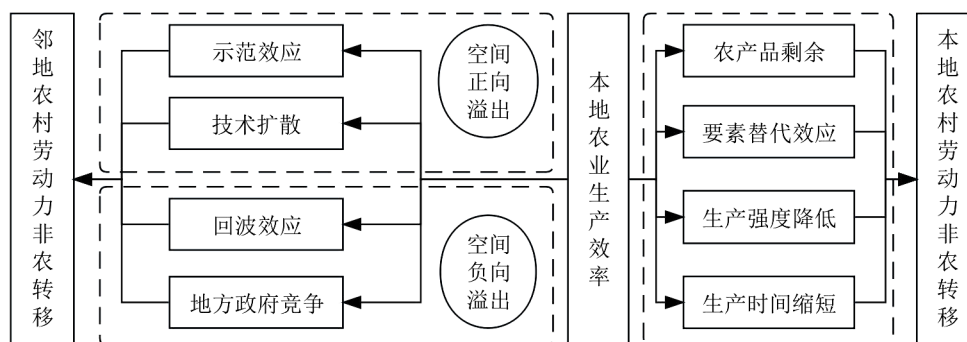 邻地农村劳动力非农转移
示范效应
技术扩散
空间
正向
溢出
回波效应
地方政府竞争
空间
负向
溢出
本地农业生产效率
农产品剩余
要素替代效应
生产强度降低
生产时间缩短
本地农村劳动力非农转移